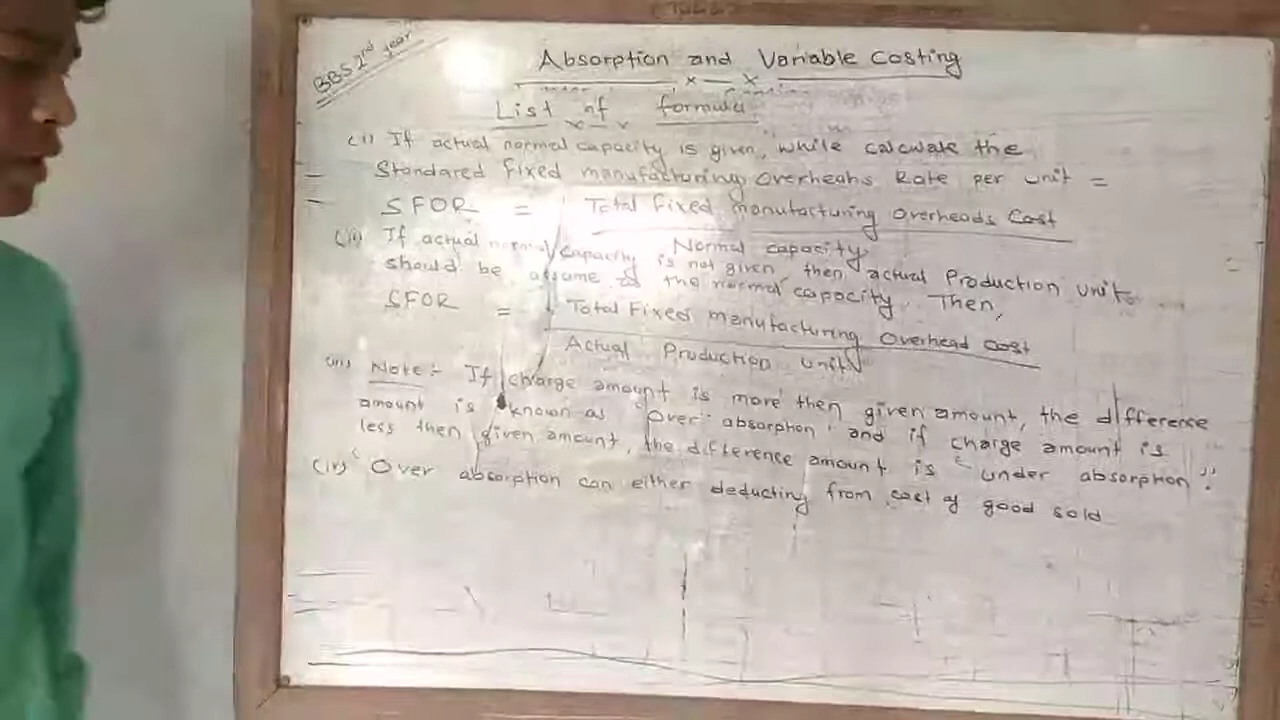 BBS 2nd year
Absorption and Variable Costing
List of formula
(i) If actual normal capacity is given, while calculate the
Standared fixed manufacturing Overheahs Rate per unit =
SFOR = Total fixed manufacturing Overheads Cost
Normal capacity
(ii) If actual normal capacity is not given, then actual Production unit
should be assume as the normal capacity. Then,
SFOR = Total Fixed manufacturing Overhead Cost
Actual Production unit
(iii) Note:- If charge amount is more then given amount, the difference
amount is known as "Over absorption" and if charge amount is
less then given amount, the difference amount is "under absorption".
(iv) Over absorption can either deducting from cost of good sold